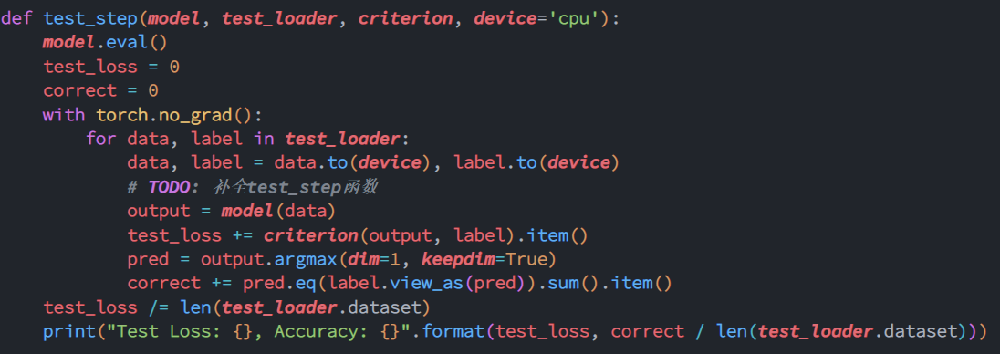 def test_step(model, test_loader, criterion, device='cpu'):
    model.eval()
    test_loss = 0
    correct = 0
    with torch.no_grad():
        for data, label in test_loader:
            data, label = data.to(device), label.to(device)
            # TODO: 补全test_step函数
            output = model(data)
            test_loss += criterion(output, label).item()
            pred = output.argmax(dim=1, keepdim=True)
            correct += pred.eq(label.view_as(pred)).sum().item()
    test_loss /= len(test_loader.dataset)
    print("Test Loss: {}, Accuracy: {}".format(test_loss, correct / len(test_loader.dataset)))